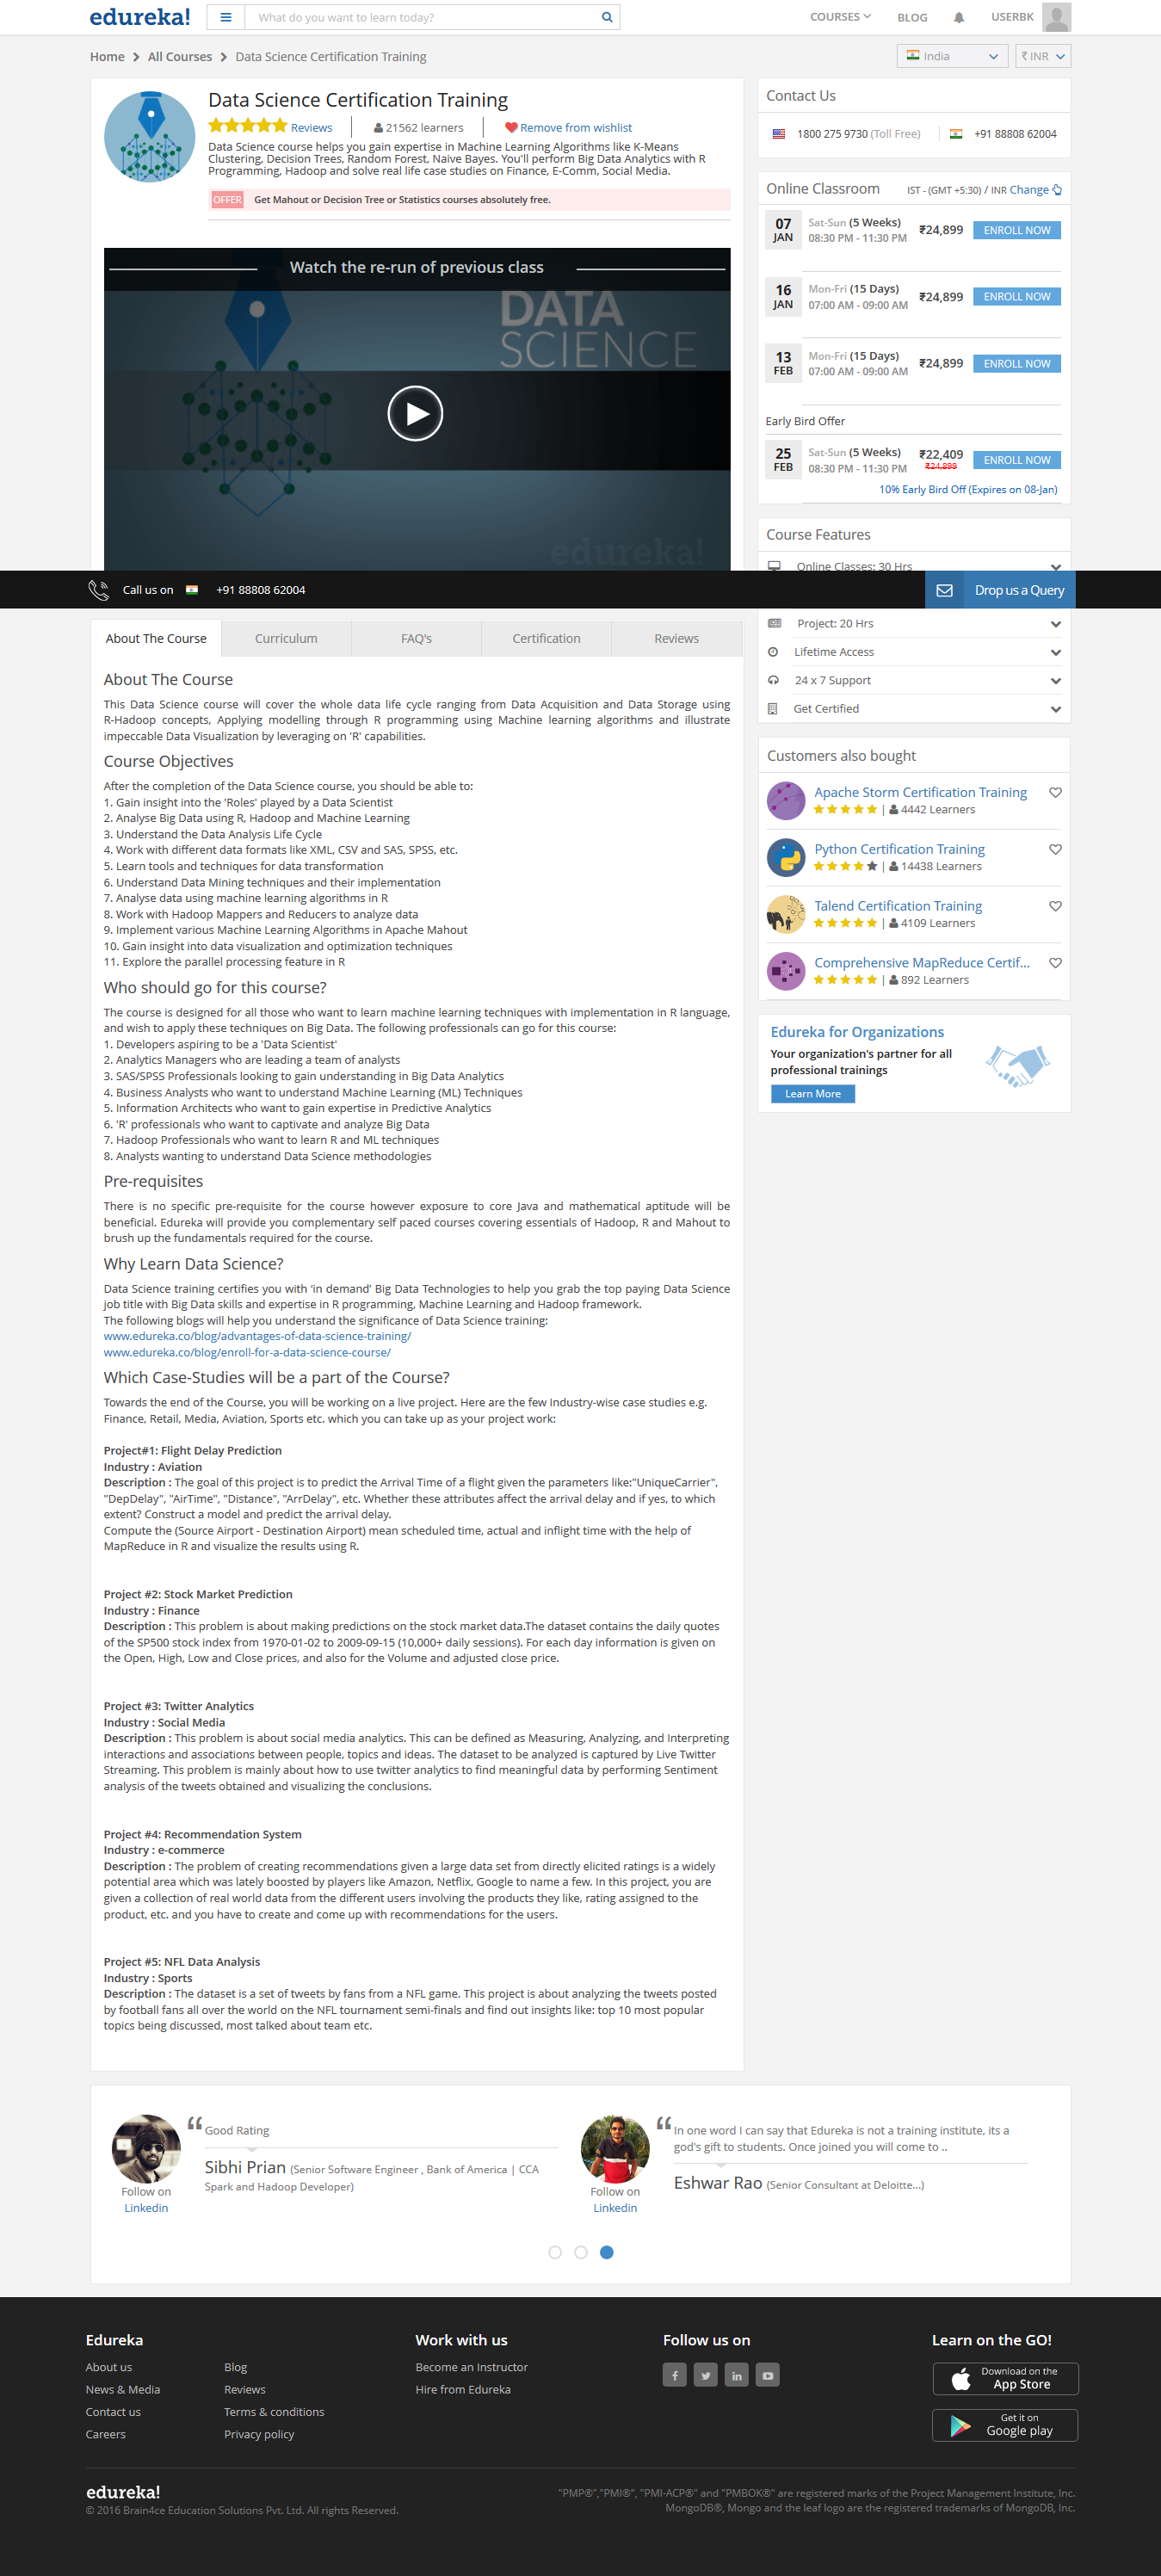 edureka!
What do you want to learn today?
COURSES
BLOG
USERBK
Home
All Courses
Data Science Certification Training
India
₹ INR
Data Science Certification Training
Reviews
21562 learners
Remove from wishlist
Data Science course helps you gain expertise in Machine Learning Algorithms like K-Means
Clustering, Decision Trees, Random Forest, Naive Bayes. You'll perform Big Data Analytics with R
Programming, Hadoop and solve real life case studies on Finance, E-Comm, Social Media.
OFFER
Get Mahout or Decision Tree or Statistics courses absolutely free.
Watch the re-run of previous class
DATA
SCIENCE
edureka!
Contact Us
1800 275 9730 (Toll Free)
+91 88808 62004
Online Classroom
IST - (GMT +5:30) / INR Change
07 JAN
Sat-Sun (5 Weeks)
08:30 PM - 11:30 PM
₹24,899
ENROLL NOW
16 JAN
Mon-Fri (15 Days)
07:00 AM - 09:00 AM
₹24,899
ENROLL NOW
13 FEB
Mon-Fri (15 Days)
07:00 AM - 09:00 AM
₹24,899
ENROLL NOW
Early Bird Offer
25 FEB
Sat-Sun (5 Weeks)
08:30 PM - 11:30 PM
₹22,409
₹24,899
ENROLL NOW
10% Early Bird Off (Expires on 08-Jan)
Course Features
Online Classes: 30 Hrs
Call us on
+91 88808 62004
Drop us a Query
Project: 20 Hrs
Lifetime Access
24 x 7 Support
Get Certified
About The Course
Curriculum
FAQ's
Certification
Reviews
About The Course
This Data Science course will cover the whole data life cycle ranging from Data Acquisition and Data Storage using
R-Hadoop concepts, Applying modelling through R programming using Machine learning algorithms and illustrate
impeccable Data Visualization by leveraging on 'R' capabilities.
Course Objectives
After the completion of the Data Science course, you should be able to:
1. Gain insight into the 'Roles' played by a Data Scientist
2. Analyse Big Data using R, Hadoop and Machine Learning
3. Understand the Data Analysis Life Cycle
4. Work with different data formats like XML, CSV and SAS, SPSS, etc.
5. Learn tools and techniques for data transformation
6. Understand Data Mining techniques and their implementation
7. Analyse data using machine learning algorithms in R
8. Work with Hadoop Mappers and Reducers to analyze data
9. Implement various Machine Learning Algorithms in Apache Mahout
10. Gain insight into data visualization and optimization techniques
11. Explore the parallel processing feature in R
Who should go for this course?
The course is designed for all those who want to learn machine learning techniques with implementation in R language,
and wish to apply these techniques on Big Data. The following professionals can go for this course:
1. Developers aspiring to be a 'Data Scientist'
2. Analytics Managers who are leading a team of analysts
3. SAS/SPSS Professionals looking to gain understanding in Big Data Analytics
4. Business Analysts who want to understand Machine Learning (ML) Techniques
5. Information Architects who want to gain expertise in Predictive Analytics
6. 'R' professionals who want to captivate and analyze Big Data
7. Hadoop Professionals who want to learn R and ML techniques
8. Analysts wanting to understand Data Science methodologies
Pre-requisites
There is no specific pre-requisite for the course however exposure to core Java and mathematical aptitude will be
beneficial. Edureka will provide you complementary self paced courses covering essentials of Hadoop, R and Mahout to
brush up the fundamentals required for the course.
Why Learn Data Science?
Data Science training certifies you with ‘in demand’ Big Data Technologies to help you grab the top paying Data Science
job title with Big Data skills and expertise in R programming, Machine Learning and Hadoop framework.
The following blogs will help you understand the significance of Data Science training:
www.edureka.co/blog/advantages-of-data-science-training/
www.edureka.co/blog/enroll-for-a-data-science-course/
Which Case-Studies will be a part of the Course?
Towards the end of the Course, you will be working on a live project. Here are the few Industry-wise case studies e.g.
Finance, Retail, Media, Aviation, Sports etc. which you can take up as your project work:
Project#1: Flight Delay Prediction
Industry : Aviation
Description : The goal of this project is to predict the Arrival Time of a flight given the parameters like:"UniqueCarrier",
"DepDelay", "AirTime", "Distance", "ArrDelay", etc. Whether these attributes affect the arrival delay and if yes, to which
extent? Construct a model and predict the arrival delay.
Compute the (Source Airport - Destination Airport) mean scheduled time, actual and inflight time with the help of
MapReduce in R and visualize the results using R.
Project #2: Stock Market Prediction
Industry : Finance
Description : This problem is about making predictions on the stock market data.The dataset contains the daily quotes
of the SP500 stock index from 1970-01-02 to 2009-09-15 (10,000+ daily sessions). For each day information is given on
the Open, High, Low and Close prices, and also for the Volume and adjusted close price.
Project #3: Twitter Analytics
Industry : Social Media
Description : This problem is about social media analytics. This can be defined as Measuring, Analyzing, and Interpreting
interactions and associations between people, topics and ideas. The dataset to be analyzed is captured by Live Twitter
Streaming. This problem is mainly about how to use twitter analytics to find meaningful data by performing Sentiment
analysis of the tweets obtained and visualizing the conclusions.
Project #4: Recommendation System
Industry : e-commerce
Description : The problem of creating recommendations given a large data set from directly elicited ratings is a widely
potential area which was lately boosted by players like Amazon, Netflix, Google to name a few. In this project, you are
given a collection of real world data from the different users involving the products they like, rating assigned to the
product, etc. and you have to create and come up with recommendations for the users.
Project #5: NFL Data Analysis
Industry : Sports
Description : The dataset is a set of tweets by fans from a NFL game. This project is about analyzing the tweets posted
by football fans all over the world on the NFL tournament semi-finals and find out insights like: top 10 most popular
topics being discussed, most talked about team etc.
Customers also bought
Apache Storm Certification Training
4442 Learners
Python Certification Training
14438 Learners
Talend Certification Training
4109 Learners
Comprehensive MapReduce Certif...
892 Learners
Edureka for Organizations
Your organization's partner for all
professional trainings
Learn More
“ Good Rating
Sibhi Prian (Senior Software Engineer , Bank of America | CCA
Spark and Hadoop Developer)
Follow on
Linkedin
“ In one word I can say that Edureka is not a training institute, its a
god's gift to students. Once joined you will come to ..
Eshwar Rao (Senior Consultant at Deloitte...)
Follow on
Linkedin
Edureka
About us
News & Media
Contact us
Careers
Blog
Reviews
Terms & conditions
Privacy policy
Work with us
Become an Instructor
Hire from Edureka
Follow us on
Learn on the GO!
Download on the
App Store
Get it on
Google play
edureka!
© 2016 Brain4ce Education Solutions Pvt. Ltd. All rights Reserved.
"PMP®","PMI®", "PMI-ACP®" and "PMBOK®" are registered marks of the Project Management Institute, Inc.
MongoDB®, Mongo and the leaf logo are the registered trademarks of MongoDB, Inc.